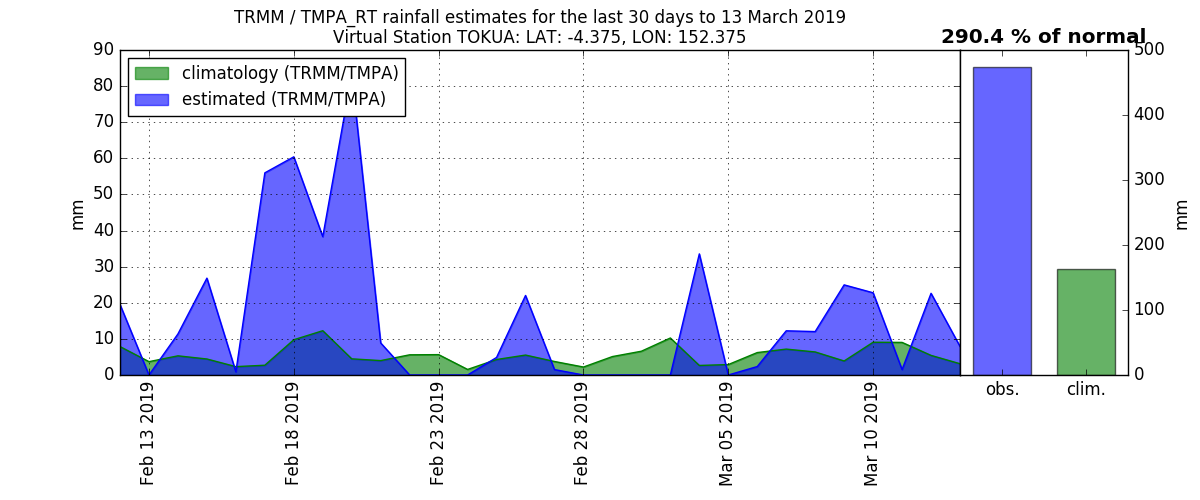 TRMM / TMPA_RT rainfall estimates for the last 30 days to 13 March 2019
Virtual Station TOKUA: LAT: -4.375, LON: 152.375
290.4 % of normal
climatology (TRMM/TMPA)
estimated (TRMM/TMPA)
mm
90
80
70
60
50
40
30
20
10
0
Feb 13 2019
Feb 18 2019
Feb 23 2019
Feb 28 2019
Mar 05 2019
Mar 10 2019
500
400
300
200
100
0
mm
obs.
clim.